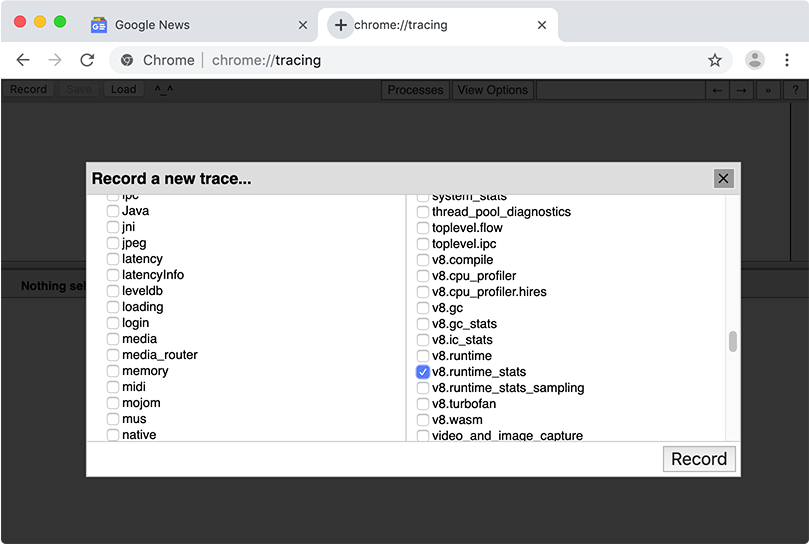 Google News
chrome://tracing
Chrome | chrome://tracing
Record Save Load ^_^ Processes View Options ← → » ?
Record a new trace...
ipc
Java
jni
jpeg
latency
latencyInfo
leveldb
loading
login
media
media_router
memory
midi
mojom
mus
native
system_stats
thread_pool_diagnostics
toplevel.flow
toplevel.ipc
v8.compile
v8.cpu_profiler
v8.cpu_profiler.hires
v8.gc
v8.gc_stats
v8.ic_stats
v8.runtime
v8.runtime_stats
v8.runtime_stats_sampling
v8.turbofan
v8.wasm
video_and_image_capture
Nothing sel
Record